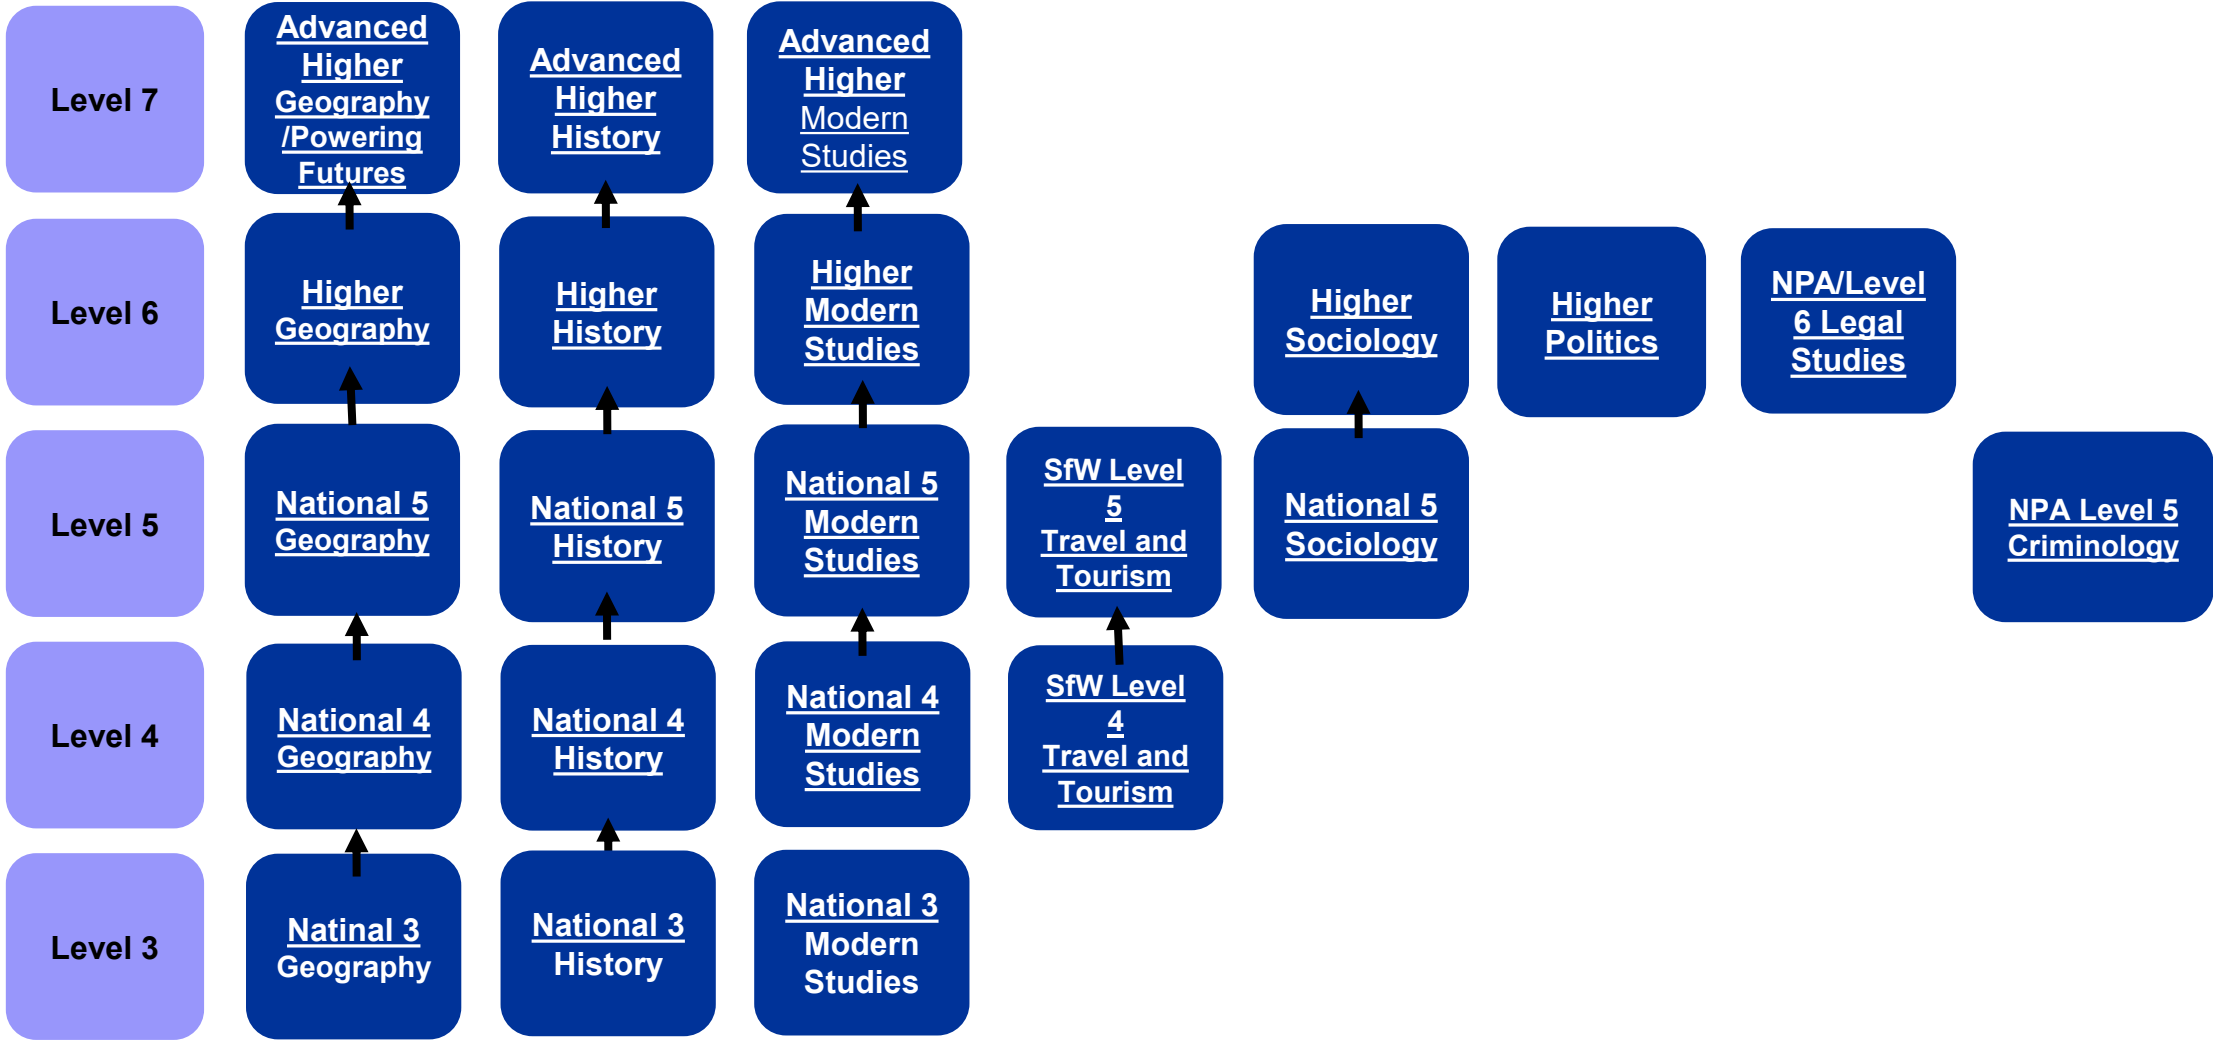 Level 7
Advanced
Higher
Geography
/Powering
Futures
Advanced
Higher
History
Advanced
Higher
Modern
Studies
Level 6
Higher
Geography
Higher
History
Higher
Modern
Studies
Higher
Sociology
Higher
Politics
NPA/Level
6 Legal
Studies
Level 5
National 5
Geography
National 5
History
National 5
Modern
Studies
SfW Level
5
Travel and
Tourism
National 5
Sociology
NPA Level 5
Criminology
Level 4
National 4
Geography
National 4
History
National 4
Modern
Studies
SfW Level
4
Travel and
Tourism
Level 3
Natinal 3
Geography
National 3
History
National 3
Modern
Studies